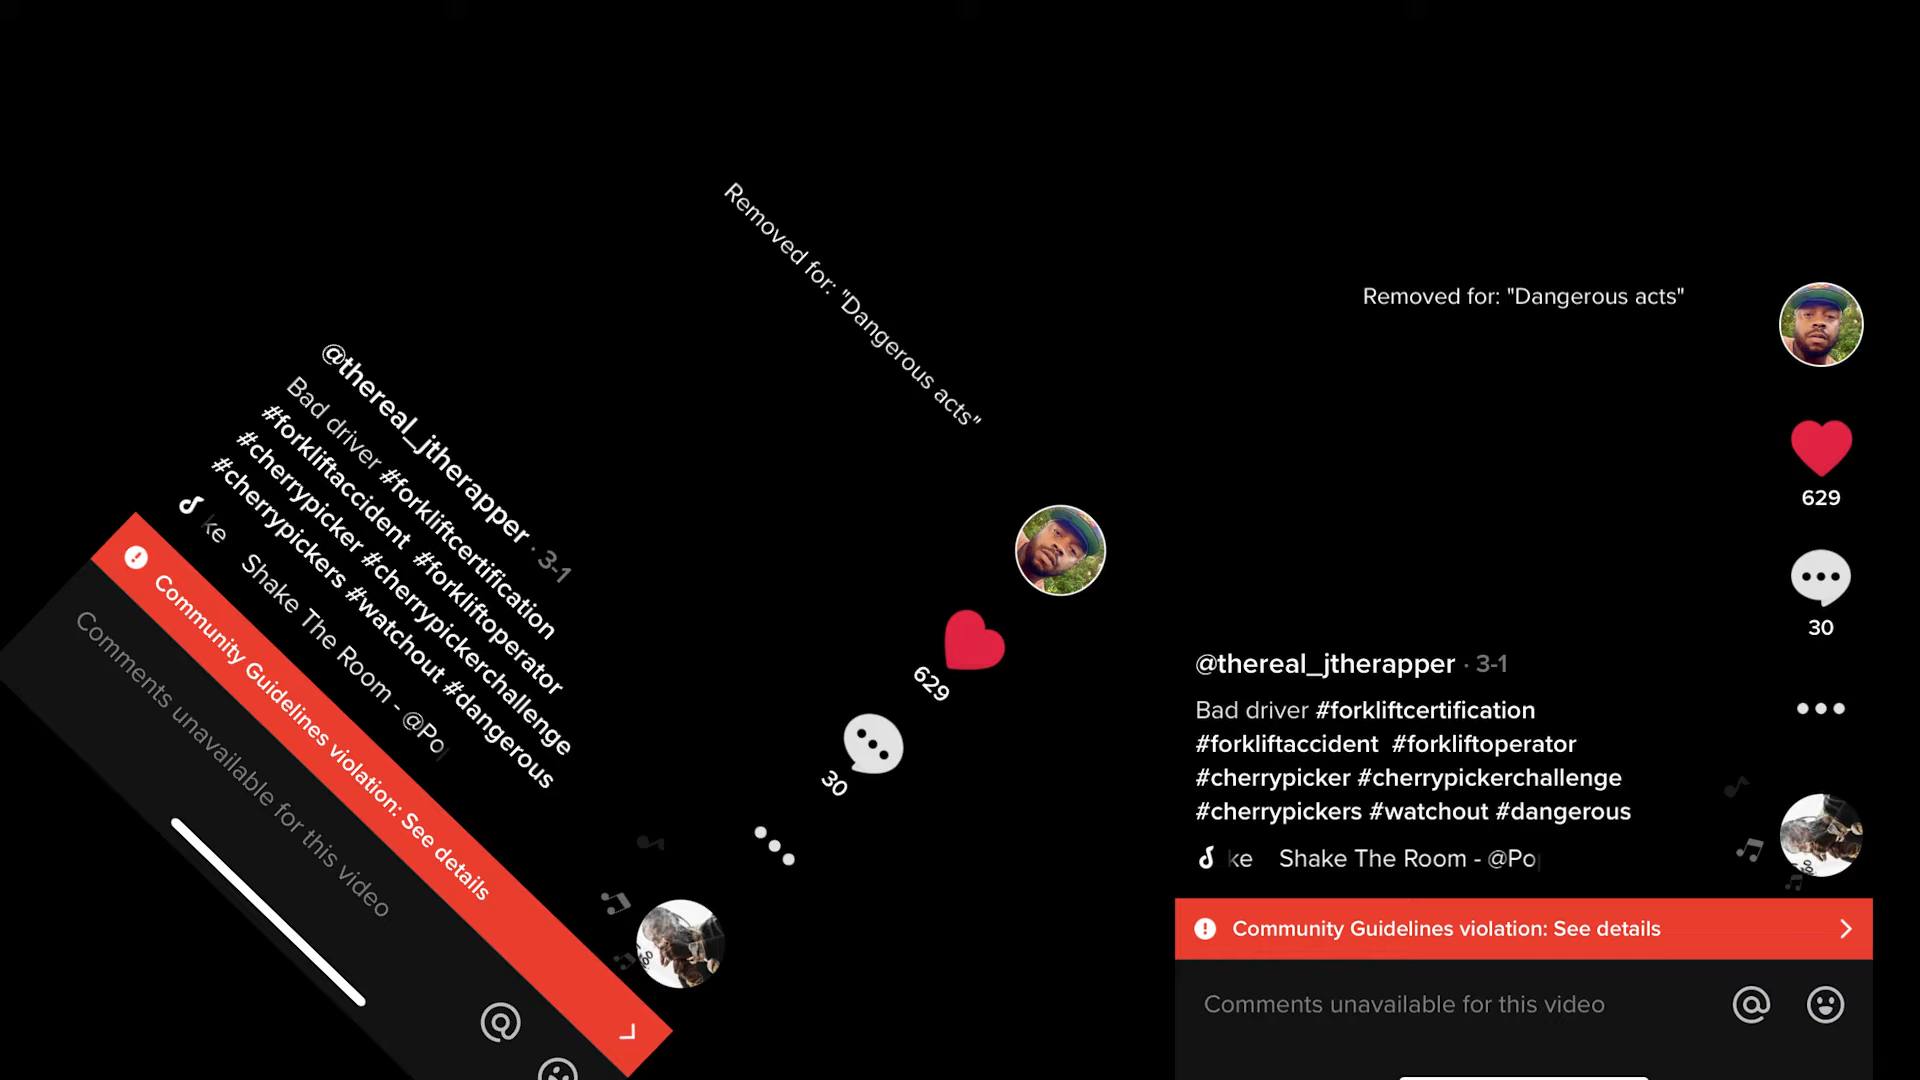 Removed for: "Dangerous acts"
@thereal_jtherapper · 3-1
Bad driver #forkliftcertification
#forkliftaccident #forkliftoperator
#cherrypicker #cherrypickerchallenge
#cherrypickers #watchout #dangerous
ke Shake The Room - @Po
Community Guidelines violation: See details
Comments unavailable for this video
629
30
Removed for: "Dangerous acts"
629
30
@thereal_jtherapper · 3-1
Bad driver #forkliftcertification
#forkliftaccident #forkliftoperator
#cherrypicker #cherrypickerchallenge
#cherrypickers #watchout #dangerous
ke Shake The Room - @Po
Community Guidelines violation: See details
Comments unavailable for this video